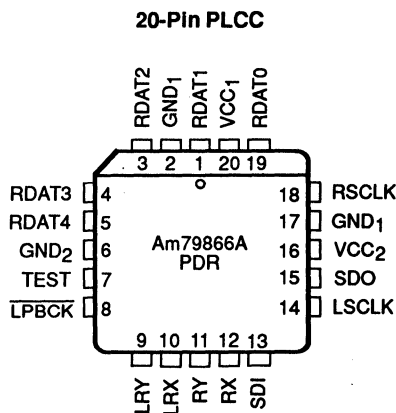 20-Pin PLCC
RDAT2 GND1 RDAT1 VCC1 RDAT0
3 2 1 20 19
RDAT3 4 18 RSCLK
RDAT4 5 17 GND1
GND2 6 Am79866A 16 VCC2
PDR
TEST 7 15 SDO
LPBCK 8 14 LSCLK
9 10 11 12 13
LRY LRX RY RX SDI